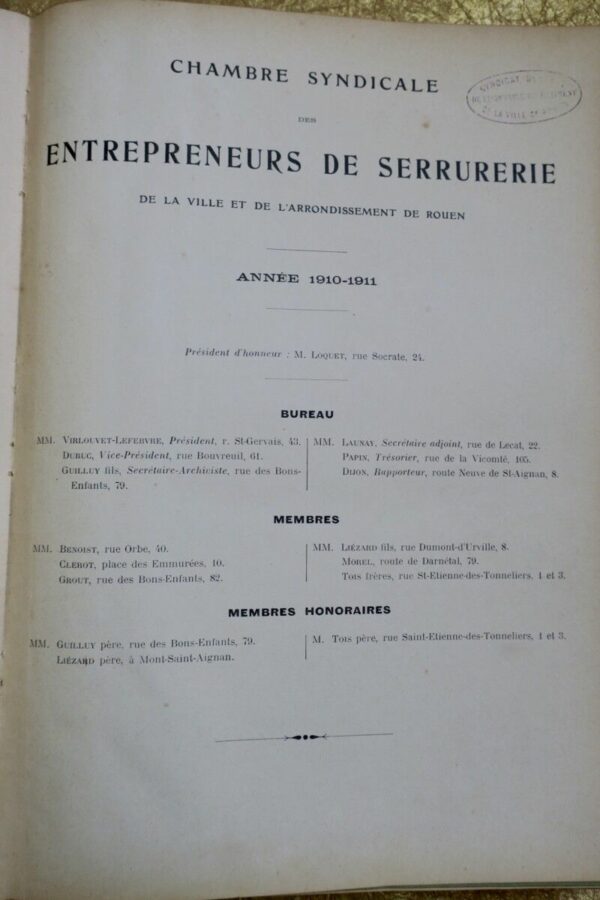 CHAMBRE SYNDICALE
SYNDICAT
DE LA VILLE
DES
ENTREPRENEURS DE SERRURERIE
DE LA VILLE ET DE L'ARRONDISSEMENT DE ROUEN
ANNÉE 1910-1911
Président d'honneur : M. LOQUET, rue Socrate, 24.
BUREAU
MM. VIRLOUVET-LEFEBVRE, Président, r. St-Gervais, 43.
DUBUC, Vice-Président, rue Bouvreuil, 61.
GUILLUY fils, Secrétaire-Archiviste, rue des Bons-
Enfants, 79.
MM. LAUNAY, Secrétaire adjoint, rue de Lecat, 22.
PAPIN, Trésorier, rue de la Vicomté, 105.
DIJON, Rapporteur, route Neuve de St-Aignan, 8.
MEMBRES
MM. BENOIST, rue Orbe, 40.
CLEROT, place des Emmurées, 10.
GROUT, rue des Bons-Enfants, 82.
MM. LIÉZARD fils, rue Dumont-d'Urville, 8.
MOREL, route de Darnétal, 79.
TOIS frères, rue St-Etienne-des-Tonneliers, 1 et 3.
MEMBRES HONORAIRES
MM. GUILLUY père, rue des Bons-Enfants, 79.
LIÉZARD père, à Mont-Saint-Aignan.
M. TOIS père, rue Saint-Etienne-des-Tonneliers, 1 et 3.